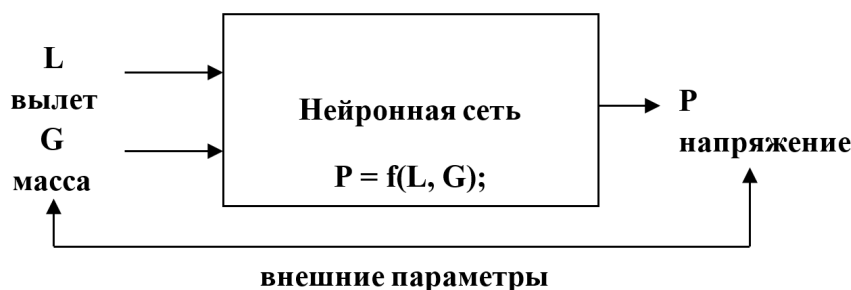 L
вылет
G
масса
Нейронная сеть
P = f(L, G);
P
напряжение
внешние параметры